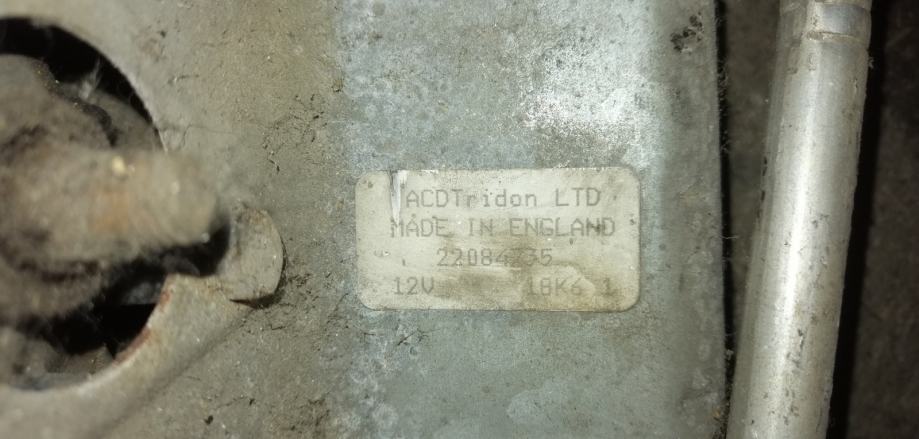 ACDTridon LTD
MADE IN ENGLAND
22084735
12V 18K6 1